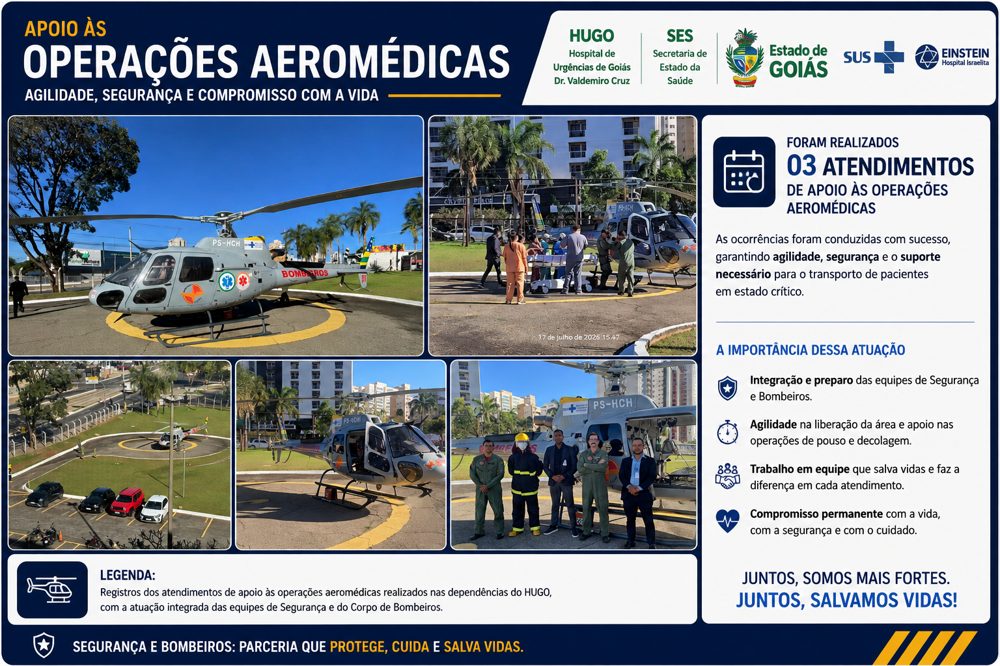 APOIO ÀS
OPERAÇÕES AEROMÉDICAS
AGILIDADE, SEGURANÇA E COMPROMISSO COM A VIDA
HUGO
Hospital de
Urgências de Goiás
Dr. Valdemiro Cruz
SES
Secretaria de
Estado da
Saúde
Estado de
GOIÁS
SUS
EINSTEIN
Hospital Israelita
PS-HCH
BOMBEIROS
17 de julho de 2026 15:47
PS-HCH
FORAM REALIZADOS
03 ATENDIMENTOS
DE APOIO ÀS OPERAÇÕES
AEROMÉDICAS
As ocorrências foram conduzidas com sucesso,
garantindo agilidade, segurança e o suporte
necessário para o transporte de pacientes
em estado crítico.
A IMPORTÂNCIA DESSA ATUAÇÃO
Integração e preparo das equipes de Segurança
e Bombeiros.
Agilidade na liberação da área e apoio nas
operações de pouso e decolagem.
Trabalho em equipe que salva vidas e faz a
diferença em cada atendimento.
Compromisso permanente com a vida,
com a segurança e com o cuidado.
JUNTOS, SOMOS MAIS FORTES.
JUNTOS, SALVAMOS VIDAS!
LEGENDA:
Registros dos atendimentos de apoio às operações aeromédicas realizados nas dependências do HUGO,
com a atuação integrada das equipes de Segurança e do Corpo de Bombeiros.
SEGURANÇA E BOMBEIROS: PARCERIA QUE PROTEGE, CUIDA E SALVA VIDAS.